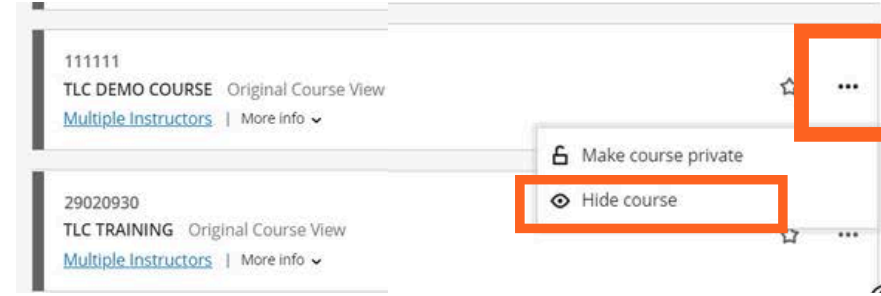 111111
TLC DEMO COURSE Original Course View
Multiple Instructors | More info
Make course private
Hide course
29020930
TLC TRAINING Original Course View
Multiple Instructors | More info